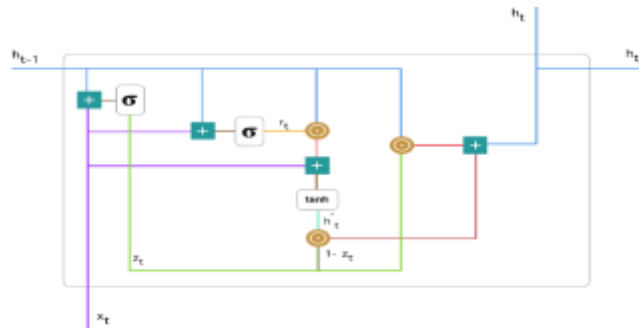 h_t
h_{t-1}
h_t
+
σ
r_t
+
σ
+
+
tanh
h̃_t
1- z_t
z_t
x_t